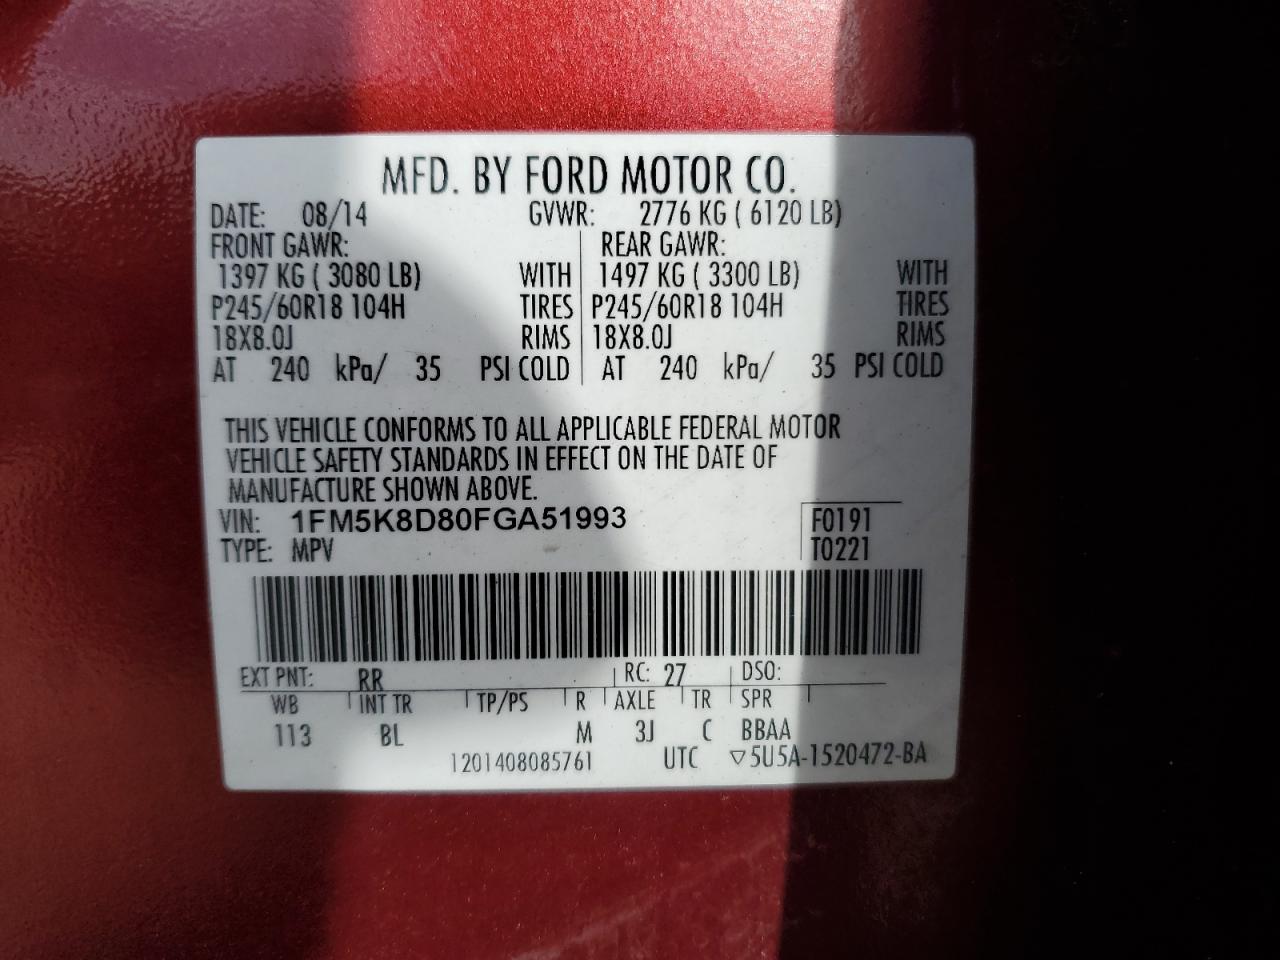 MFD. BY FORD MOTOR CO.
DATE: 08/14 GVWR: 2776 KG ( 6120 LB)
FRONT GAWR: REAR GAWR:
1397 KG ( 3080 LB) WITH 1497 KG ( 3300 LB) WITH
P245/60R18 104H TIRES P245/60R18 104H TIRES
18X8.0J RIMS 18X8.0J RIMS
AT 240 kPa/ 35 PSI COLD AT 240 kPa/ 35 PSI COLD
THIS VEHICLE CONFORMS TO ALL APPLICABLE FEDERAL MOTOR
VEHICLE SAFETY STANDARDS IN EFFECT ON THE DATE OF
MANUFACTURE SHOWN ABOVE.
VIN: 1FM5K8D80FGA51993 F0191
TYPE: MPV T0221
EXT PNT: RR RC: 27 DSO:
WB INT TR TP/PS R AXLE TR SPR
113 BL M 3J C BBAA
1201408085761 UTC ▽5U5A-1520472-BA